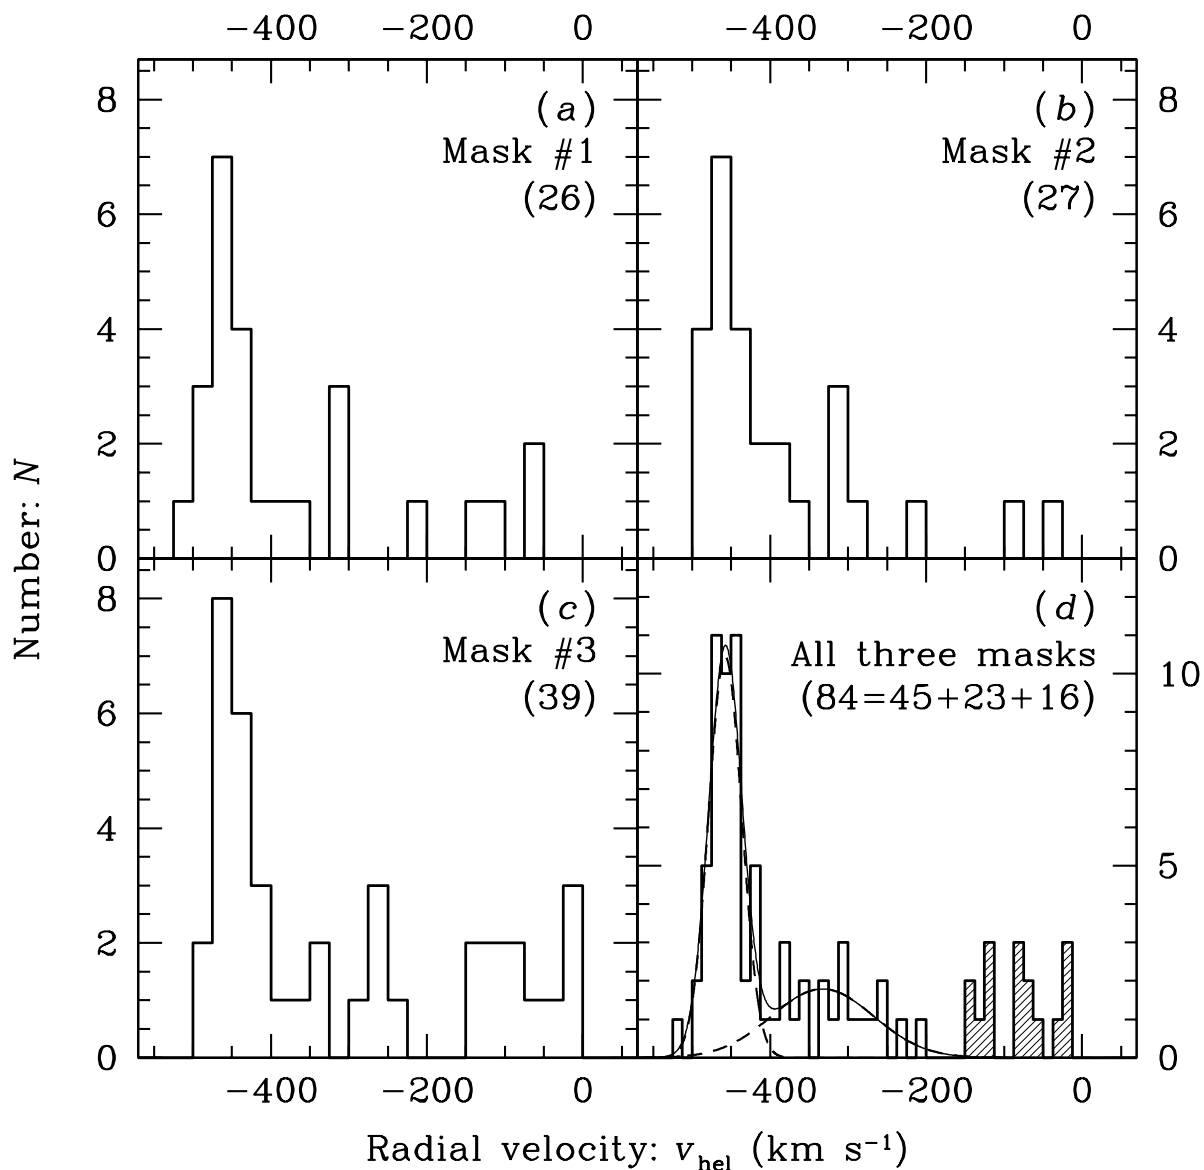 −400 −200 0 −400 −200 0
8 (a) (b) 8
Mask #1 Mask #2
6 (26) (27) 6
4 4
2 2
0 0
Number: N
8 (c) (d)
Mask #3 All three masks 10
6 (39) (84=45+23+16)
4 5
2
0 0
−400 −200 0 −400 −200 0
Radial velocity: v_hel (km s⁻¹)